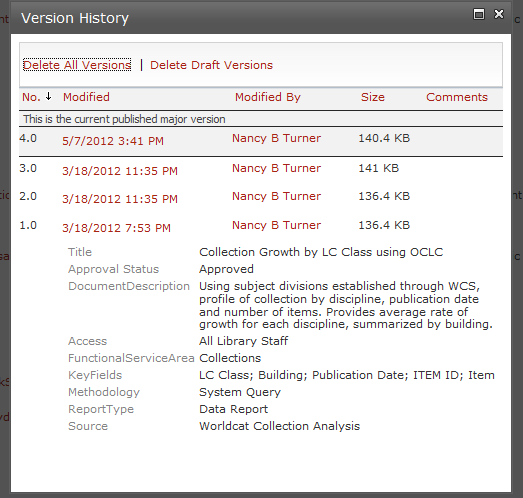 Version History
Delete All Versions | Delete Draft Versions
No. Modified Modified By Size Comments
This is the current published major version
4.0 5/7/2012 3:41 PM Nancy B Turner 140.4 KB
3.0 3/18/2012 11:35 PM Nancy B Turner 141 KB
2.0 3/18/2012 11:35 PM Nancy B Turner 136.4 KB
1.0 3/18/2012 7:53 PM Nancy B Turner 136.4 KB
Title Collection Growth by LC Class using OCLC
Approval Status Approved
DocumentDescription Using subject divisions established through WCS,
profile of collection by discipline, publication date
and number of items. Provides average rate of
growth for each discipline, summarized by building.
Access All Library Staff
FunctionalServiceArea Collections
KeyFields LC Class; Building; Publication Date; ITEM ID; Item
Methodology System Query
ReportType Data Report
Source Worldcat Collection Analysis